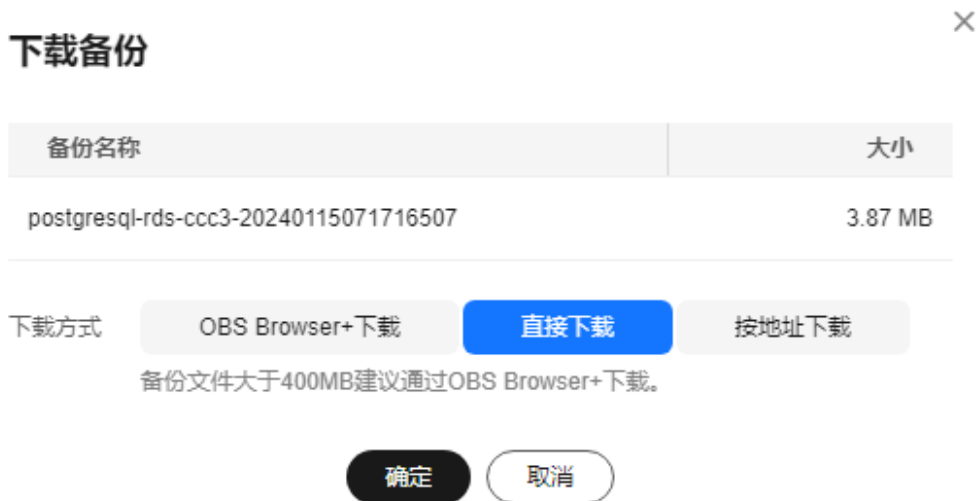 下载备份
备份名称 大小
postgresql-rds-ccc3-20240115071716507 3.87 MB
下载方式 OBS Browser+下载 直接下载 按地址下载
备份文件大于400MB建议通过OBS Browser+下载。
确定 取消